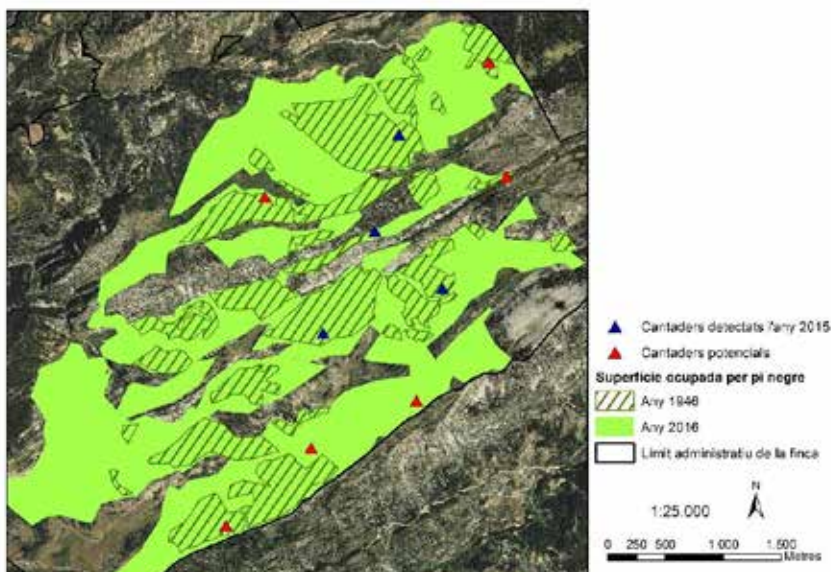 Cantaders detectats l'any 2015
Cantaders potencials
Superficie ocupada per pi negre
Any 1946
Any 2016
Límit administratiu de la finca
N
1:25.000
0 250 500 1.000 1.500
Metres